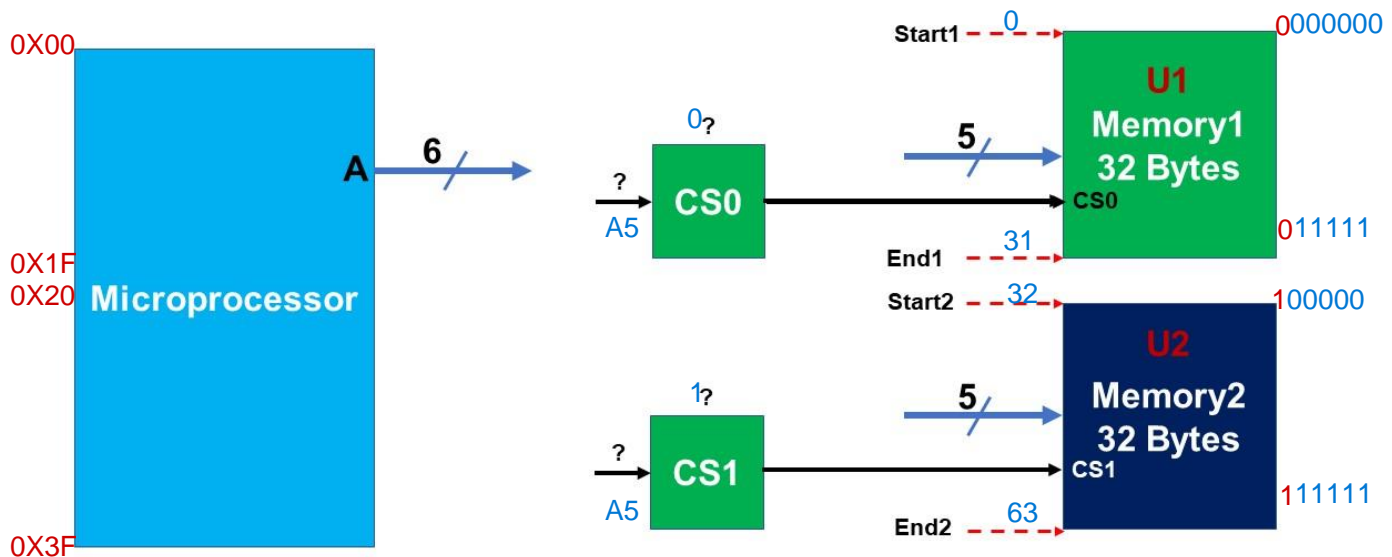 0X00
0X1F
0X20
0X3F
Microprocessor
A
6
0?
?
A5
CS0
Start1
0
5
CS0
End1
31
U1
Memory1
32 Bytes
0000000
011111
1?
?
A5
CS1
Start2
32
5
CS1
End2
63
U2
Memory2
32 Bytes
100000
111111